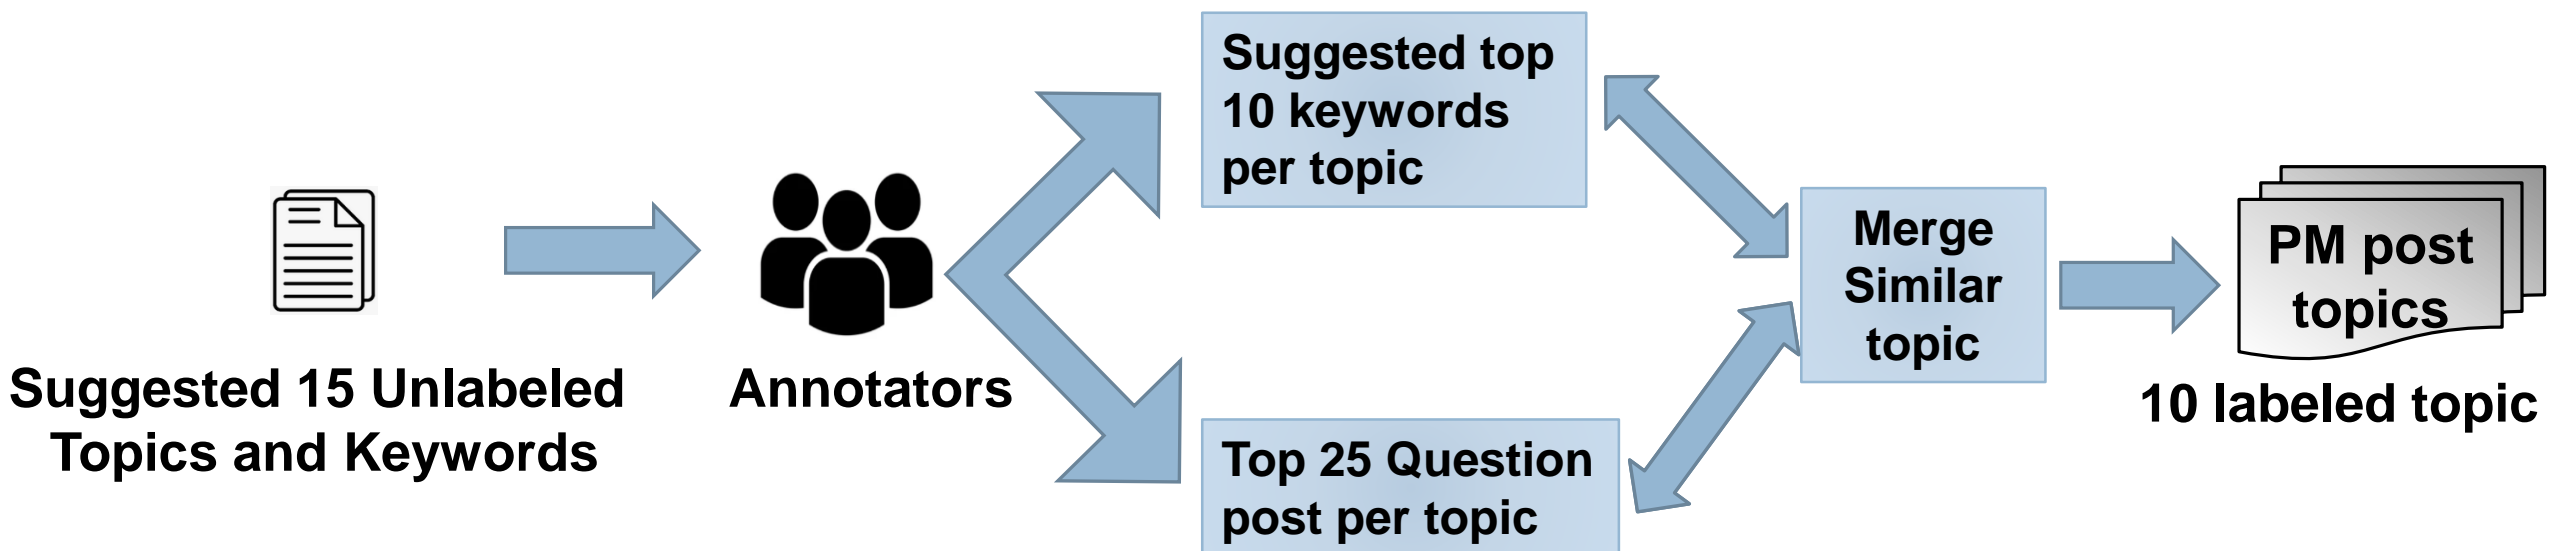 Suggested 15 Unlabeled
Topics and Keywords
Annotators
Suggested top
10 keywords
per topic
Top 25 Question
post per topic
Merge
Similar
topic
PM post
topics
10 labeled topic